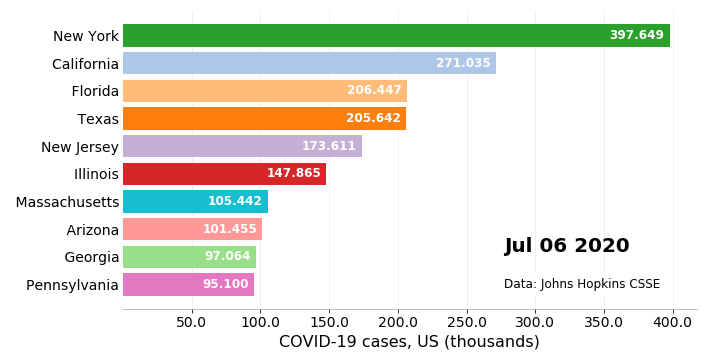 New York 397.649
California 271.035
Florida 206.447
Texas 205.642
New Jersey 173.611
Illinois 147.865
Massachusetts 105.442
Arizona 101.455
Georgia 97.064
Pennsylvania 95.100
Jul 06 2020
Data: Johns Hopkins CSSE
50.0 100.0 150.0 200.0 250.0 300.0 350.0 400.0
COVID-19 cases, US (thousands)